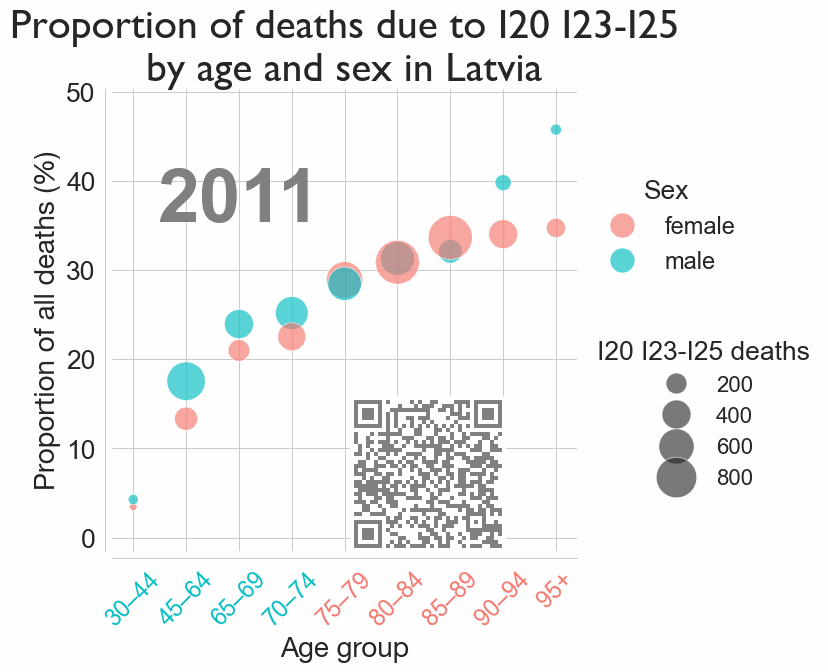 Proportion of deaths due to I20 I23-I25
by age and sex in Latvia
Proportion of all deaths (%)
50
40
30
20
10
0
2011
30–44
45–64
65–69
70–74
75–79
80–84
85–89
90–94
95+
Age group
Sex
female
male
I20 I23-I25 deaths
200
400
600
800